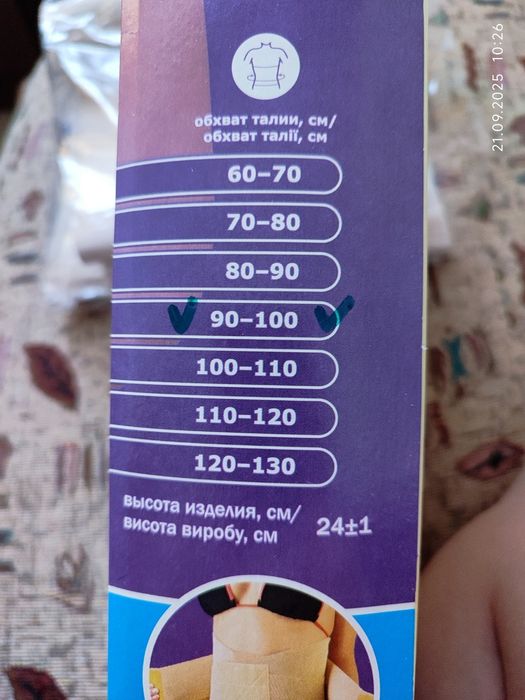 обхват талии, см/
обхват талії, см
60–70
70–80
80–90
90–100
100–110
110–120
120–130
высота изделия, см/
висота виробу, см
24±1
21.09.2025 10:26